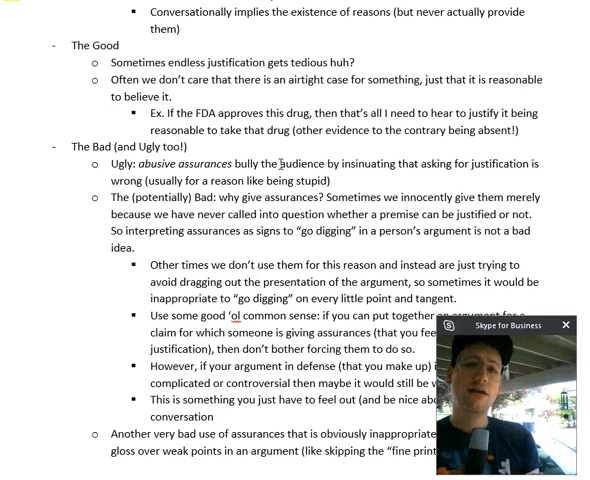 Conversationally implies the existence of reasons (but never actually provide
them)
- The Good
o Sometimes endless justification gets tedious huh?
o Often we don't care that there is an airtight case for something, just that it is reasonable
to believe it.
Ex. If the FDA approves this drug, then that's all I need to hear to justify it being
reasonable to take that drug (other evidence to the contrary being absent!)
- The Bad (and Ugly too!)
o Ugly: abusive assurances bully the audience by insinuating that asking for justification is
wrong (usually for a reason like being stupid)
o The (potentially) Bad: why give assurances? Sometimes we innocently give them merely
because we have never called into question whether a premise can be justified or not.
So interpreting assurances as signs to "go digging" in a person's argument is not a bad
idea.
Other times we don't use them for this reason and instead are just trying to
avoid dragging out the presentation of the argument, so sometimes it would be
inappropriate to "go digging" on every little point and tangent.
Use some good 'ol common sense: if you can put together an argument for a
claim for which someone is giving assurances (that you fee
justification), then don't bother forcing them to do so.
However, if your argument in defense (that you make up)
complicated or controversial then maybe it would still be
This is something you just have to feel out (and be nice
conversation
o Another very bad use of assurances that is obviously inappropriate
gloss over weak points in an argument (like skipping the "fine print
Skype for Business